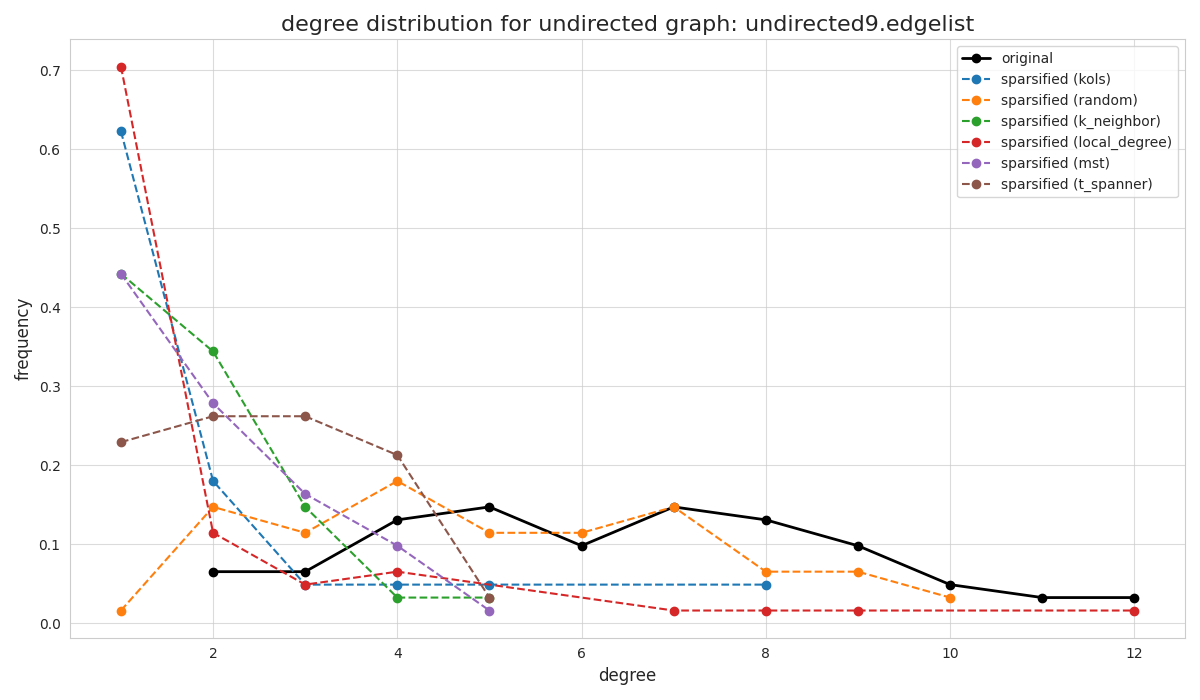 degree distribution for undirected graph: undirected9.edgelist
original
sparsified (kols)
sparsified (random)
sparsified (k_neighbor)
sparsified (local_degree)
sparsified (mst)
sparsified (t_spanner)
frequency
0.7
0.6
0.5
0.4
0.3
0.2
0.1
0.0
2 4 6 8 10 12
degree